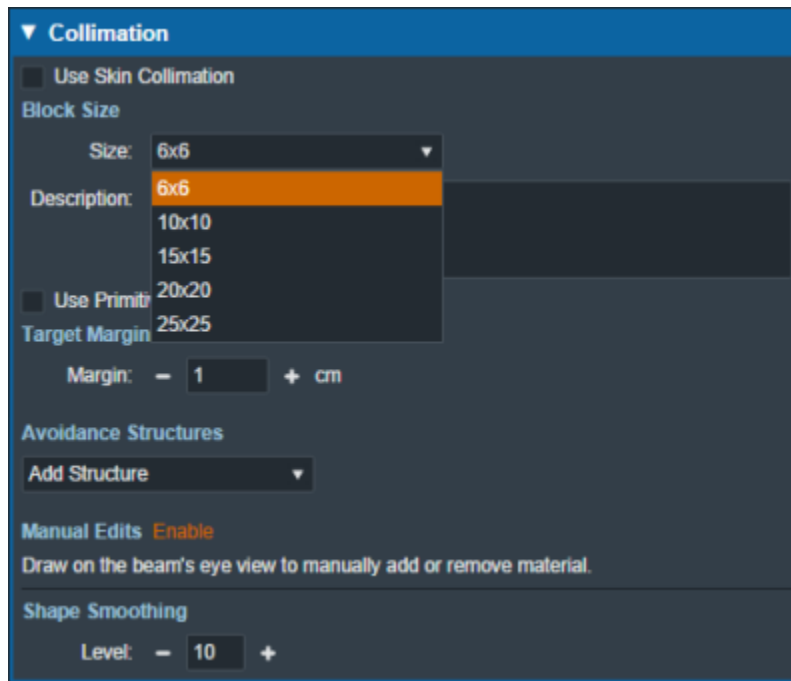 ▼ Collimation
Use Skin Collimation
Block Size
Size: 6x6
Description:
6x6
10x10
15x15
20x20
25x25
Use
Target Margin
Margin: − 1 + cm
Avoidance Structures
Add Structure
Manual Edits Enable
Draw on the beam's eye view to manually add or remove material.
Shape Smoothing
Level: − 10 +